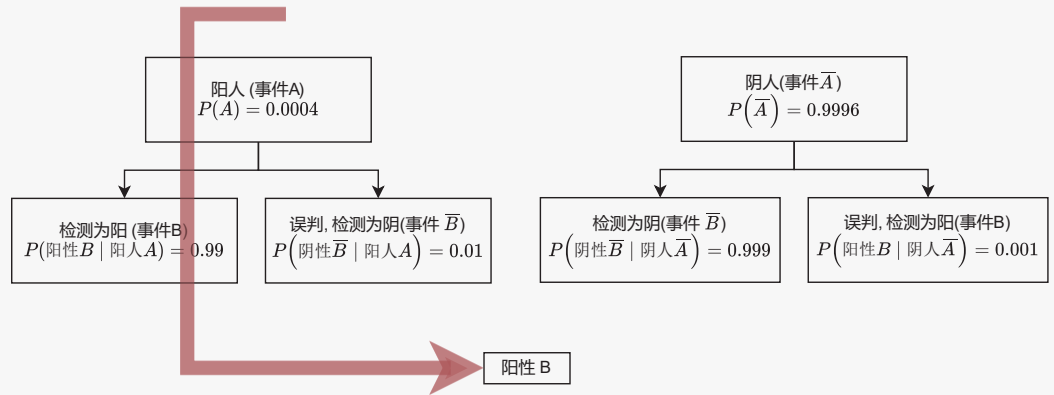 阳人 (事件A)
P(A) = 0.0004
阴人(事件 A̅)
P(A̅) = 0.9996
检测为阳 (事件B)
P(阳性B | 阳人A) = 0.99
误判, 检测为阴(事件 B̅)
P(阴性B̅ | 阳人A) = 0.01
检测为阴(事件 B̅)
P(阴性B̅ | 阴人A̅) = 0.999
误判, 检测为阳(事件B)
P(阳性B | 阴人A̅) = 0.001
阳性 B